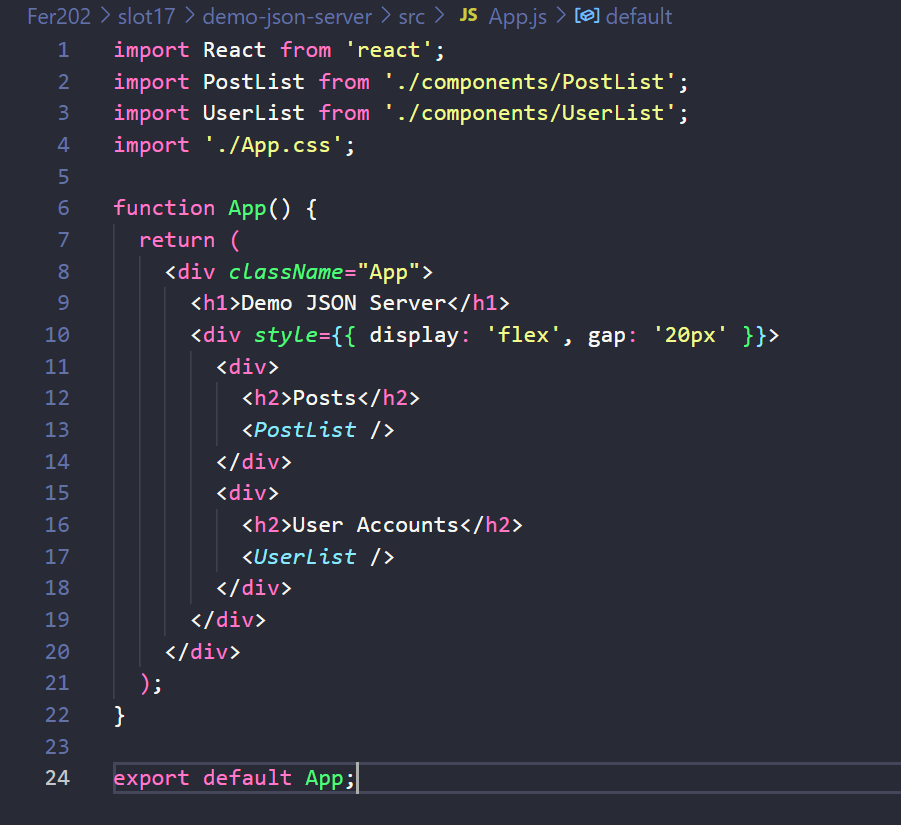 Fer202 > slot17 > demo-json-server > src > JS App.js > default
1 import React from 'react';
2 import PostList from './components/PostList';
3 import UserList from './components/UserList';
4 import './App.css';
5
6 function App() {
7   return (
8     <div className="App">
9       <h1>Demo JSON Server</h1>
10       <div style={{ display: 'flex', gap: '20px' }}>
11         <div>
12           <h2>Posts</h2>
13           <PostList />
14         </div>
15         <div>
16           <h2>User Accounts</h2>
17           <UserList />
18         </div>
19       </div>
20     </div>
21   );
22 }
23
24 export default App;